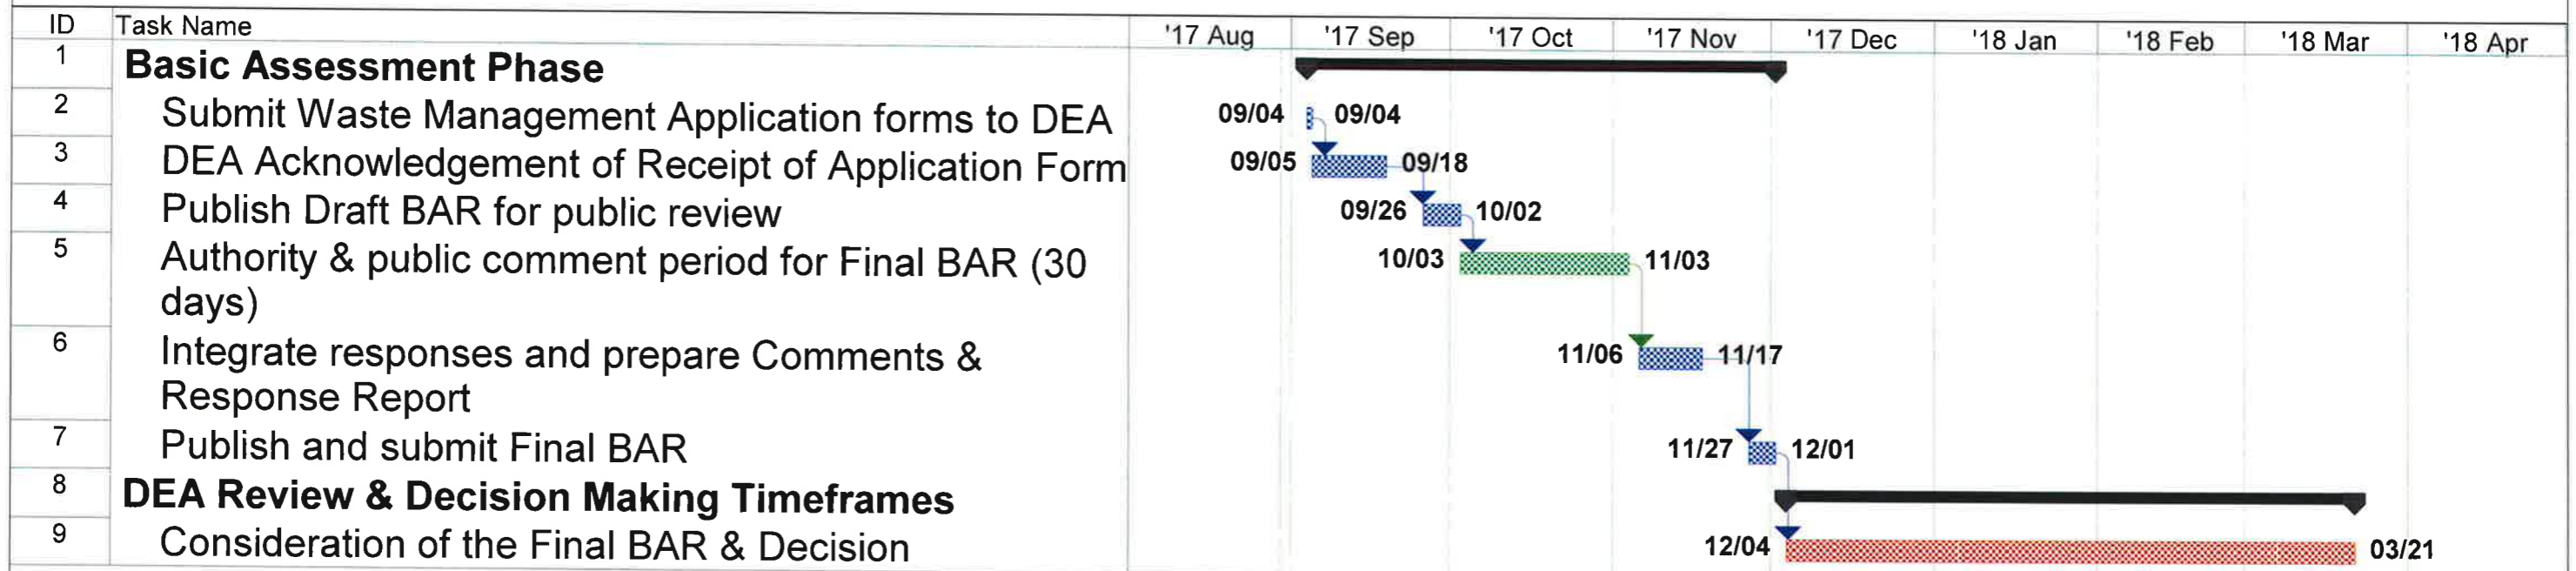 ID Task Name '17 Aug '17 Sep '17 Oct '17 Nov '17 Dec '18 Jan '18 Feb '18 Mar '18 Apr
1 Basic Assessment Phase
2 Submit Waste Management Application forms to DEA 09/04 09/04
3 DEA Acknowledgement of Receipt of Application Form 09/05 09/18
4 Publish Draft BAR for public review 09/26 10/02
5 Authority & public comment period for Final BAR (30 10/03 11/03
days)
6 Integrate responses and prepare Comments & 11/06 11/17
Response Report
7 Publish and submit Final BAR 11/27 12/01
8 DEA Review & Decision Making Timeframes
9 Consideration of the Final BAR & Decision 12/04 03/21